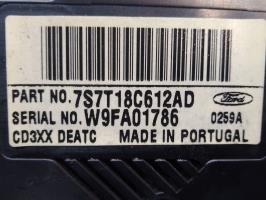 PART NO. 7S7T18C612AD
Ford
SERIAL NO. W9FA01786
0259A
CD3XX DEATC MADE IN PORTUGAL